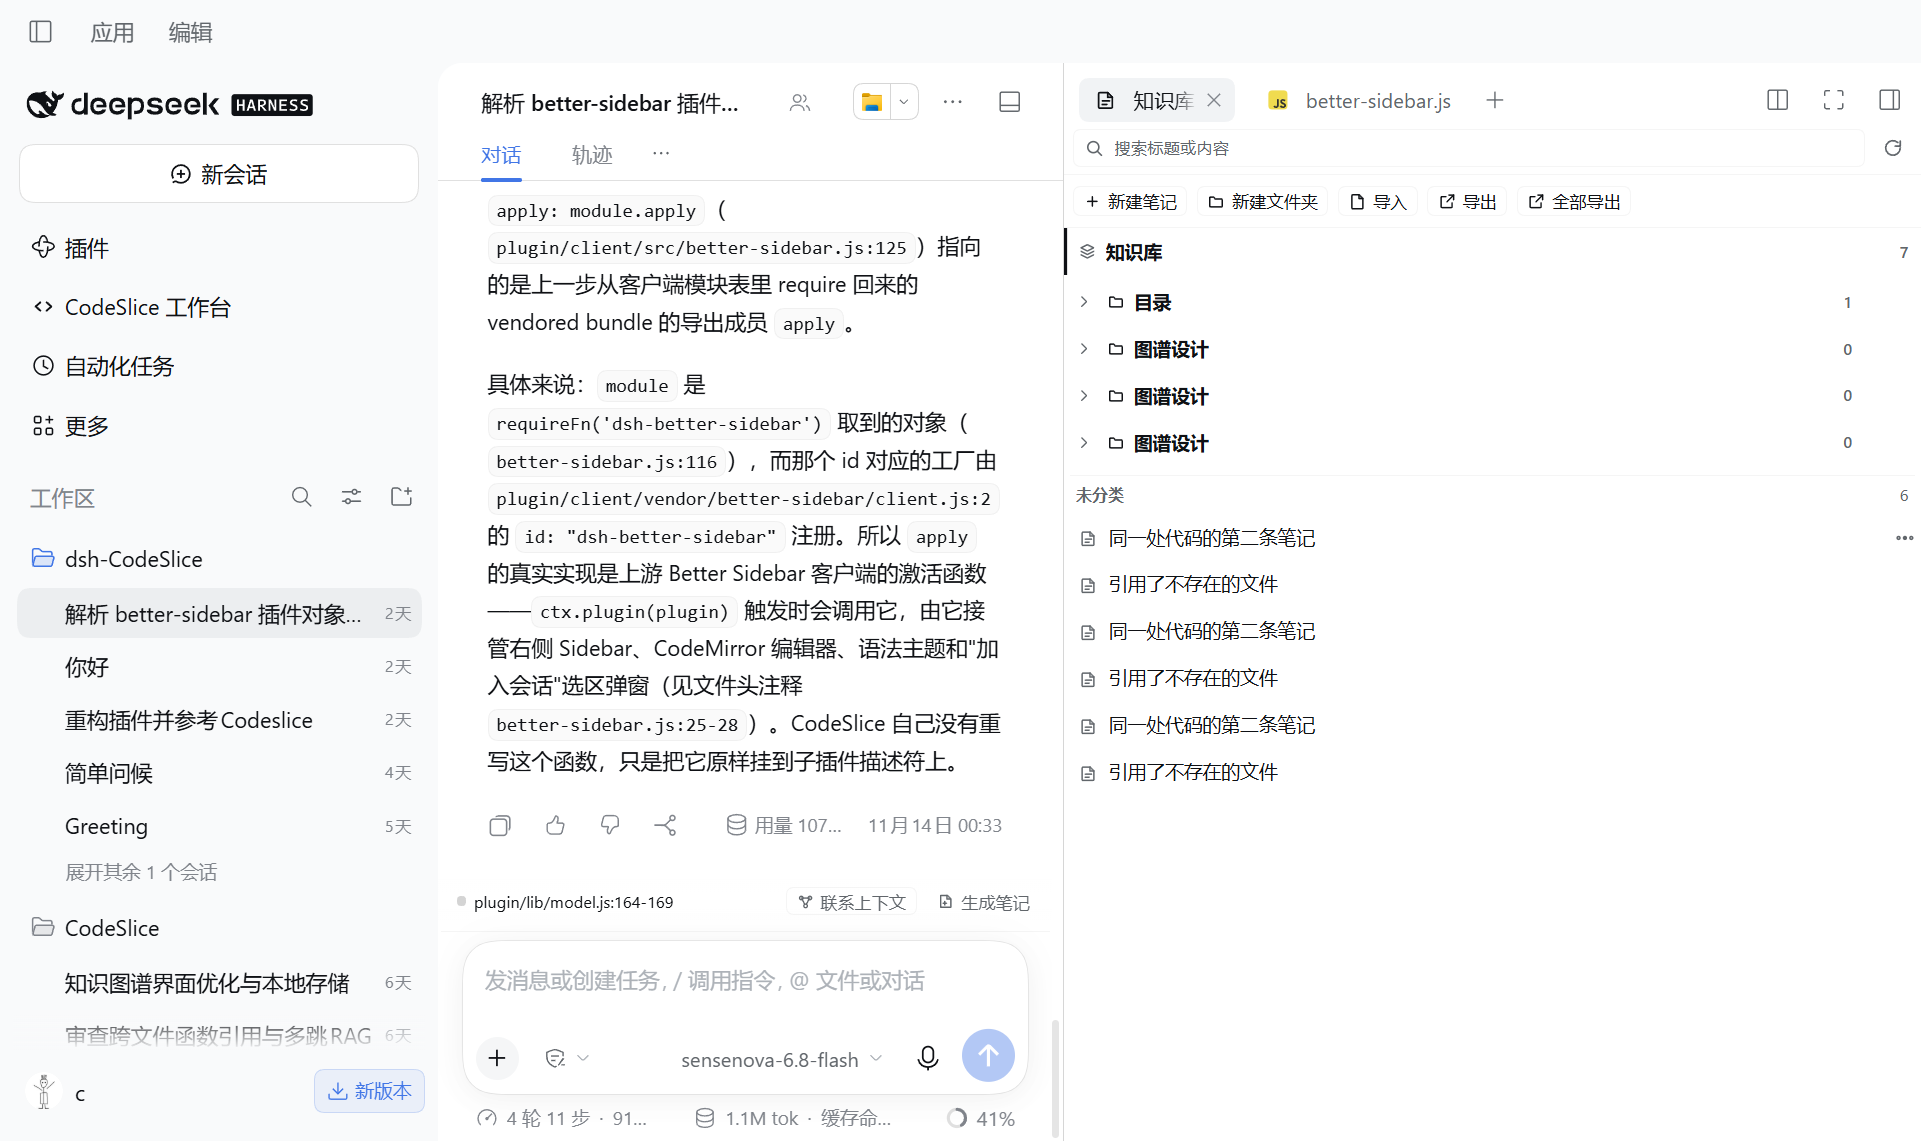 应用
编辑
deepseek HARNESS
新会话
插件
CodeSlice 工作台
自动化任务
更多
工作区
dsh-CodeSlice
解析 better-sidebar 插件对象... 2天
你好 2天
重构插件并参考Codeslice 2天
简单问候 4天
Greeting 5天
展开其余 1 个会话
CodeSlice
知识图谱界面优化与本地存储 6天
审查跨文件函数引用与多跳RAG 6天
c
新版本
解析 better-sidebar 插件...
对话
轨迹
apply: module.apply （
plugin/client/src/better-sidebar.js:125 ）指向
的是上一步从客户端模块表里 require 回来的
vendored bundle 的导出成员 apply 。
具体来说： module 是
requireFn('dsh-better-sidebar') 取到的对象（
better-sidebar.js:116 ），而那个 id 对应的工厂由
plugin/client/vendor/better-sidebar/client.js:2
的 id: "dsh-better-sidebar" 注册。所以 apply
的真实实现是上游 Better Sidebar 客户端的激活函数
——ctx.plugin(plugin) 触发时会调用它，由它接
管右侧 Sidebar、CodeMirror 编辑器、语法主题和"加
入会话"选区弹窗（见文件头注释
better-sidebar.js:25-28 ）。CodeSlice 自己没有重
写这个函数，只是把它原样挂到子插件描述符上。
用量 107...
11月14日 00:33
plugin/lib/model.js:164-169
联系上下文
生成笔记
发消息或创建任务, / 调用指令, @ 文件或对话
sensenova-6.8-flash
4 轮 11 步 · 91...
1.1M tok · 缓存命...
41%
知识库
JS better-sidebar.js
搜索标题或内容
新建笔记
新建文件夹
导入
导出
全部导出
知识库 7
目录 1
图谱设计 0
图谱设计 0
图谱设计 0
未分类 6
同一处代码的第二条笔记
引用了不存在的文件
同一处代码的第二条笔记
引用了不存在的文件
同一处代码的第二条笔记
引用了不存在的文件